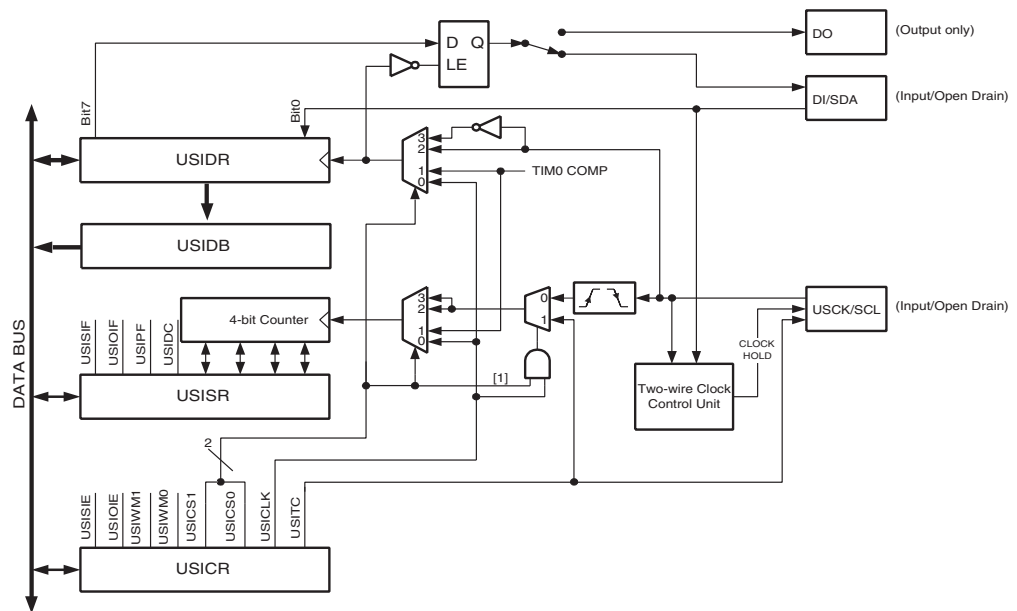 DO
(Output only)
D Q
LE
DI/SDA
(Input/Open Drain)
Bit7
Bit0
USIDR
3
2
1
0
TIM0 COMP
USIDB
DATA BUS
4-bit Counter
3
2
1
0
0
1
USCK/SCL
(Input/Open Drain)
CLOCK
HOLD
USISIF
USIOIF
USIPF
USIDC
[1]
Two-wire Clock
Control Unit
USISR
2
USISIE
USIOIE
USIWM1
USIWM0
USICS1
USICS0
USICLK
USITC
USICR